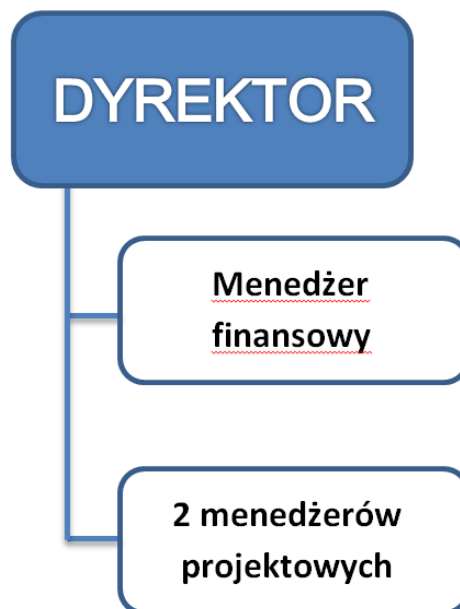 DYREKTOR
Menedżer
finansowy
2 menedżerów
projektowych